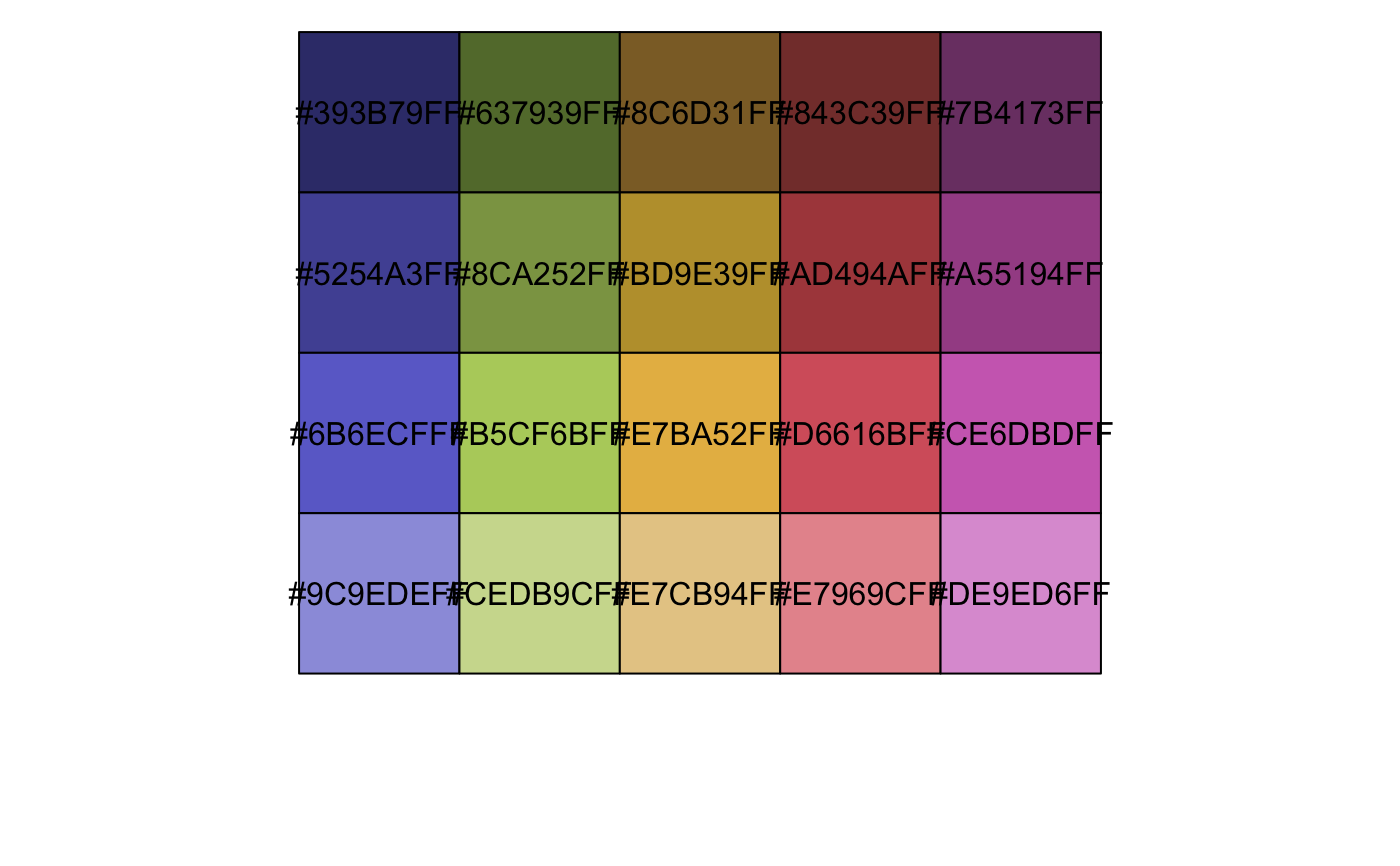 #393B79FF #637939FF #8C6D31FF #843C39FF #7B4173FF
#5254A3FF #8CA252FF #BD9E39FF #AD494AFF #A55194FF
#6B6ECFFF #B5CF6BFF #E7BA52FF #D6616BFF #CE6DBDFF
#9C9EDEFF #CEDB9CFF #E7CB94FF #E7969CFF #DE9ED6FF